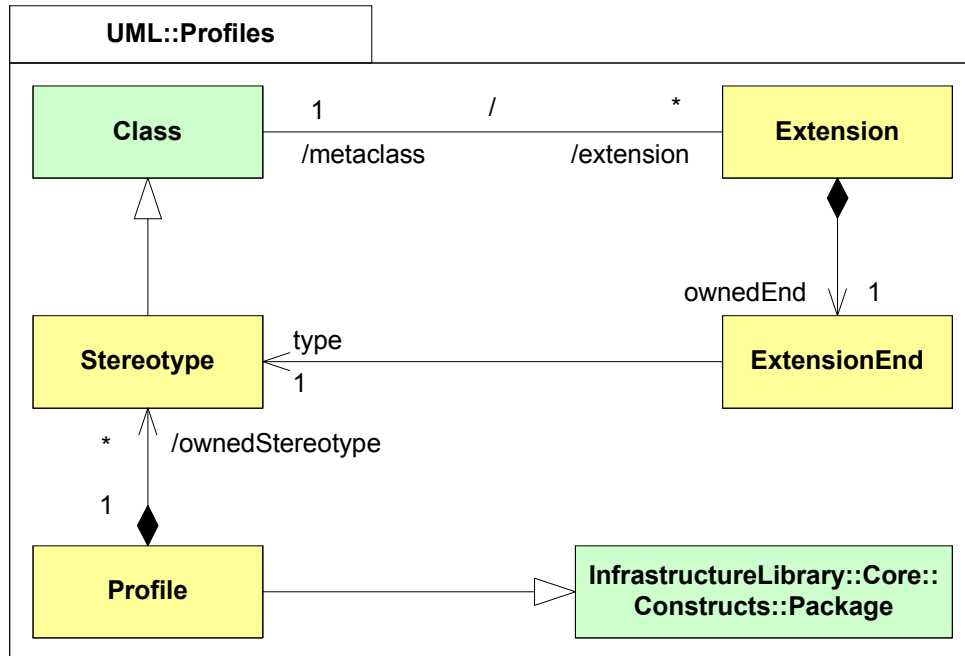 UML::Profiles
Class
1
/
*
Extension
/metaclass
/extension
ownedEnd
1
Stereotype
type
1
ExtensionEnd
*
/ownedStereotype
1
Profile
InfrastructureLibrary::Core::
Constructs::Package